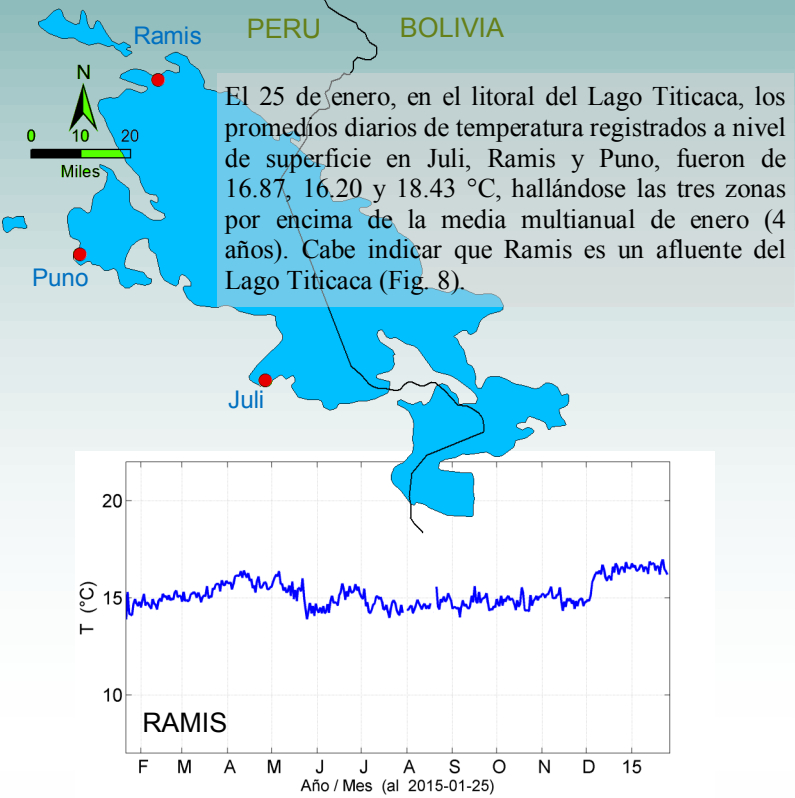 PERU BOLIVIA
Ramis
N
0 10 20
Miles
El 25 de enero, en el litoral del Lago Titicaca, los
promedios diarios de temperatura registrados a nivel
de superficie en Juli, Ramis y Puno, fueron de
16.87, 16.20 y 18.43 °C, hallándose las tres zonas
por encima de la media multianual de enero (4
años). Cabe indicar que Ramis es un afluente del
Lago Titicaca (Fig. 8).
Puno
Juli
20
15
10
T (°C)
RAMIS
F M A M J J A S O N D 15
Año / Mes (al 2015-01-25)